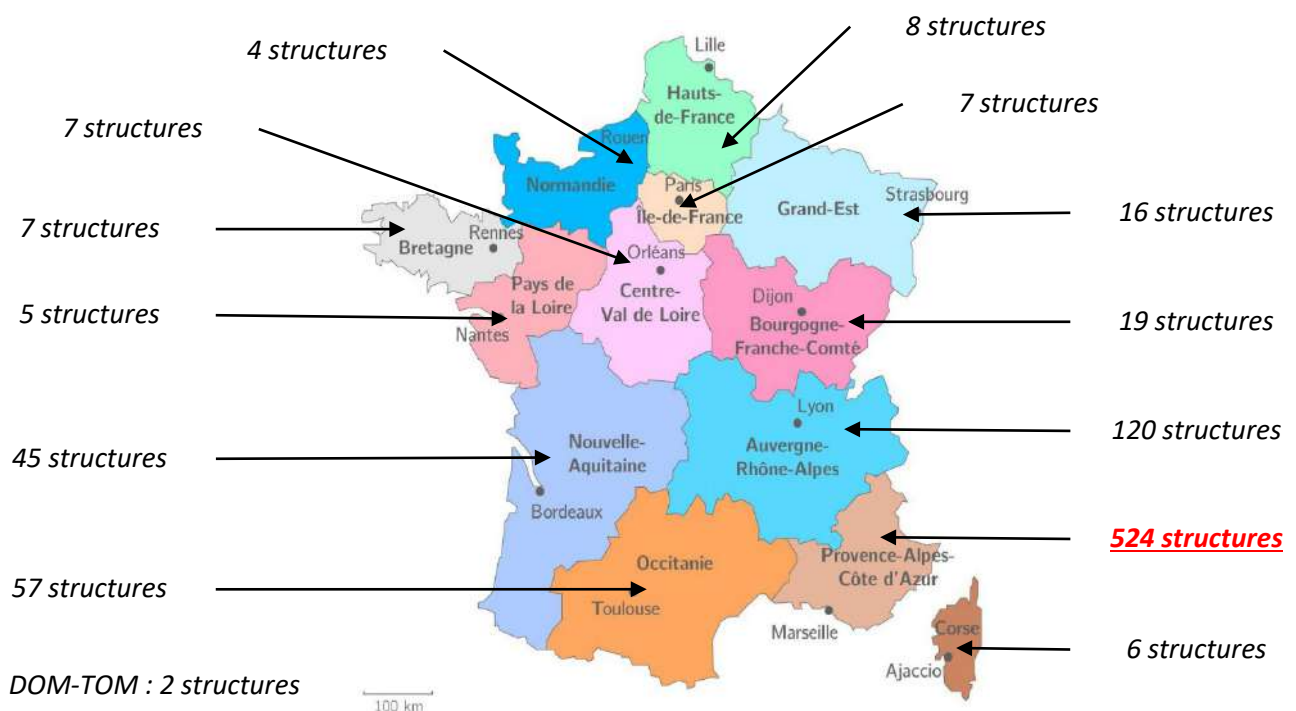 8 structures
4 structures
Lille
Hauts-
de-France
7 structures
7 structures
Rouen
Normandie
Paris
Île-de-France
Strasbourg
Grand-Est
16 structures
7 structures
Rennes
Bretagne
Orléans
Centre-
Val de Loire
Pays de
la Loire
Nantes
5 structures
Dijon
Bourgogne-
Franche-Comté
19 structures
Lyon
Auvergne-
Rhône-Alpes
120 structures
45 structures
Nouvelle-
Aquitaine
Bordeaux
524 structures
Provence-Alpes-
Côte d'Azur
Occitanie
57 structures
Toulouse
Marseille
Corse
Ajaccio
6 structures
DOM-TOM : 2 structures
100 km